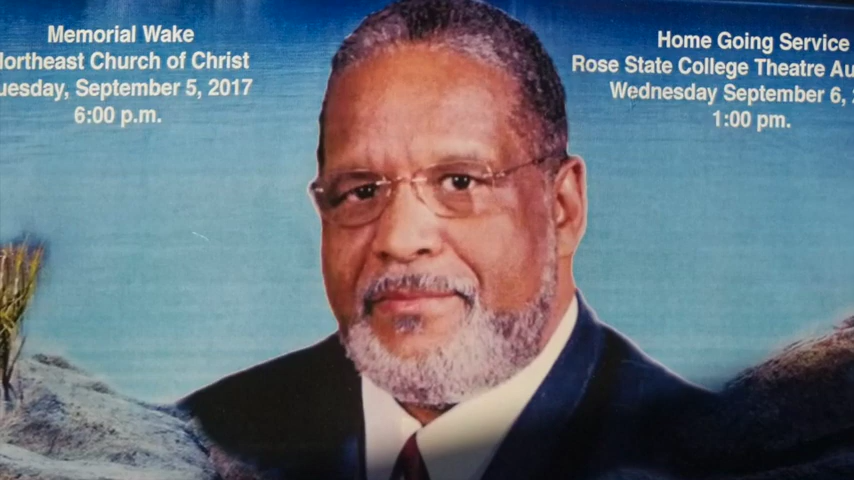 Memorial Wake
ortheast Church of Christ
uesday, September 5, 2017
6:00 p.m.
Home Going Service
Rose State College Theatre Au
Wednesday September 6, 2
1:00 pm.